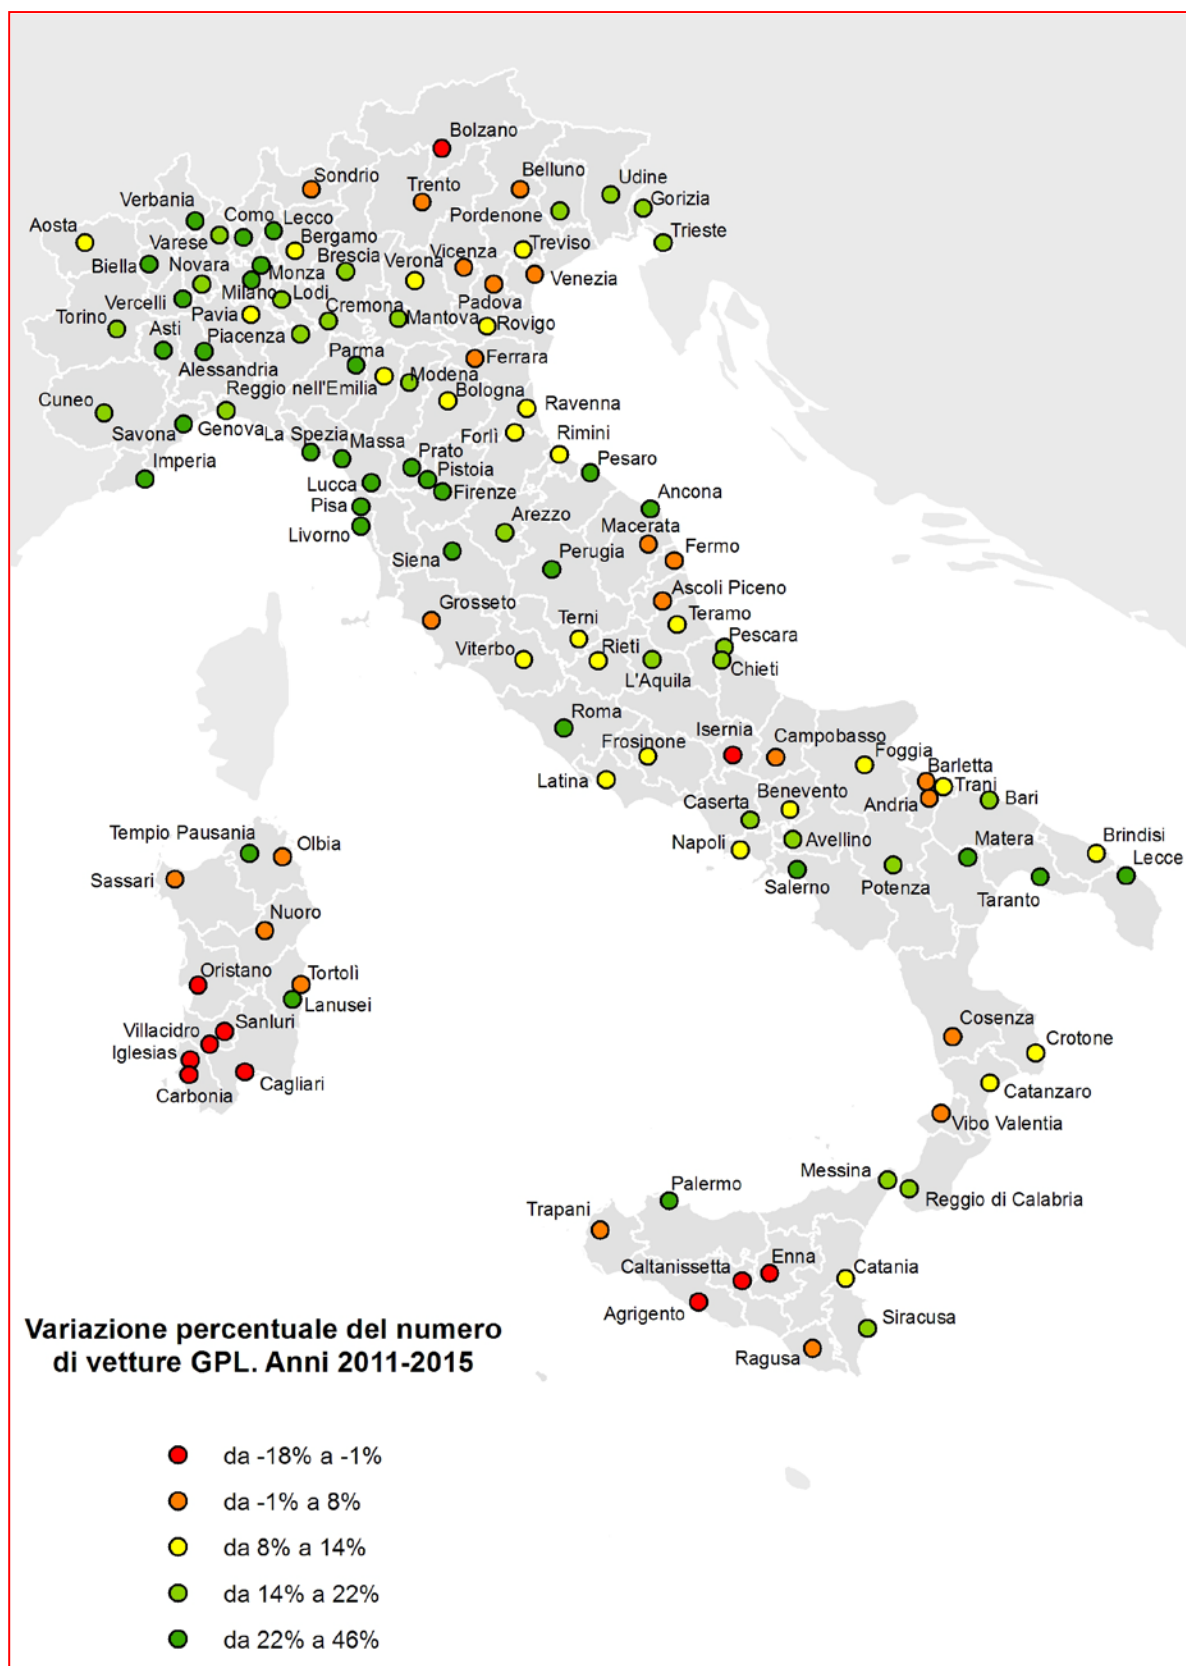 Bolzano
Sondrio
Trento
Belluno
Udine
Verbania
Como
Lecco
Pordenone
Gorizia
Aosta
Varese
Bergamo
Vicenza
Treviso
Trieste
Biella
Novara
Brescia
Verona
Monza
Venezia
Vercelli
Milano
Lodi
Padova
Torino
Pavia
Cremona
Mantova
Rovigo
Asti
Piacenza
Parma
Ferrara
Alessandria
Modena
Reggio nell'Emilia
Bologna
Cuneo
Ravenna
Savona
Genova
La Spezia
Massa
Forlì
Rimini
Imperia
Prato
Pistoia
Pesaro
Lucca
Firenze
Pisa
Ancona
Livorno
Arezzo
Macerata
Siena
Perugia
Fermo
Grosseto
Ascoli Piceno
Terni
Teramo
Viterbo
Rieti
Pescara
L'Aquila
Chieti
Roma
Isernia
Frosinone
Campobasso
Foggia
Latina
Barletta
Benevento
Trani
Caserta
Andria
Bari
Tempio Pausania
Olbia
Napoli
Avellino
Matera
Brindisi
Sassari
Salerno
Potenza
Taranto
Lecce
Nuoro
Oristano
Tortolì
Lanusei
Villacidro
Sanluri
Cosenza
Iglesias
Crotone
Carbonia
Cagliari
Catanzaro
Vibo Valentia
Messina
Palermo
Reggio di Calabria
Trapani
Enna
Caltanissetta
Catania
Agrigento
Siracusa
Ragusa
Variazione percentuale del numero
di vetture GPL. Anni 2011-2015
da -18% a -1%
da -1% a 8%
da 8% a 14%
da 14% a 22%
da 22% a 46%